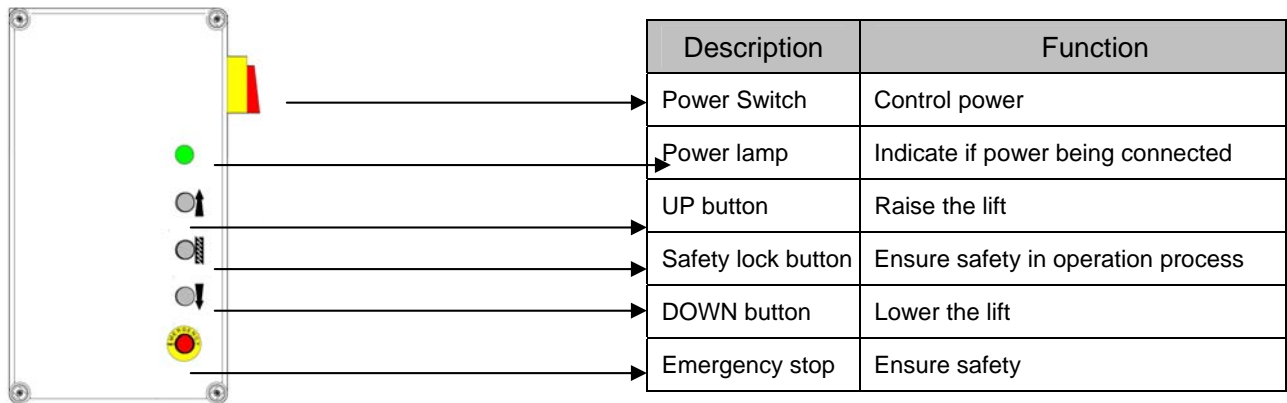 Description Function
Power Switch Control power
Power lamp Indicate if power being connected
UP button Raise the lift
Safety lock button Ensure safety in operation process
DOWN button Lower the lift
Emergency stop Ensure safety
EMERGENCY